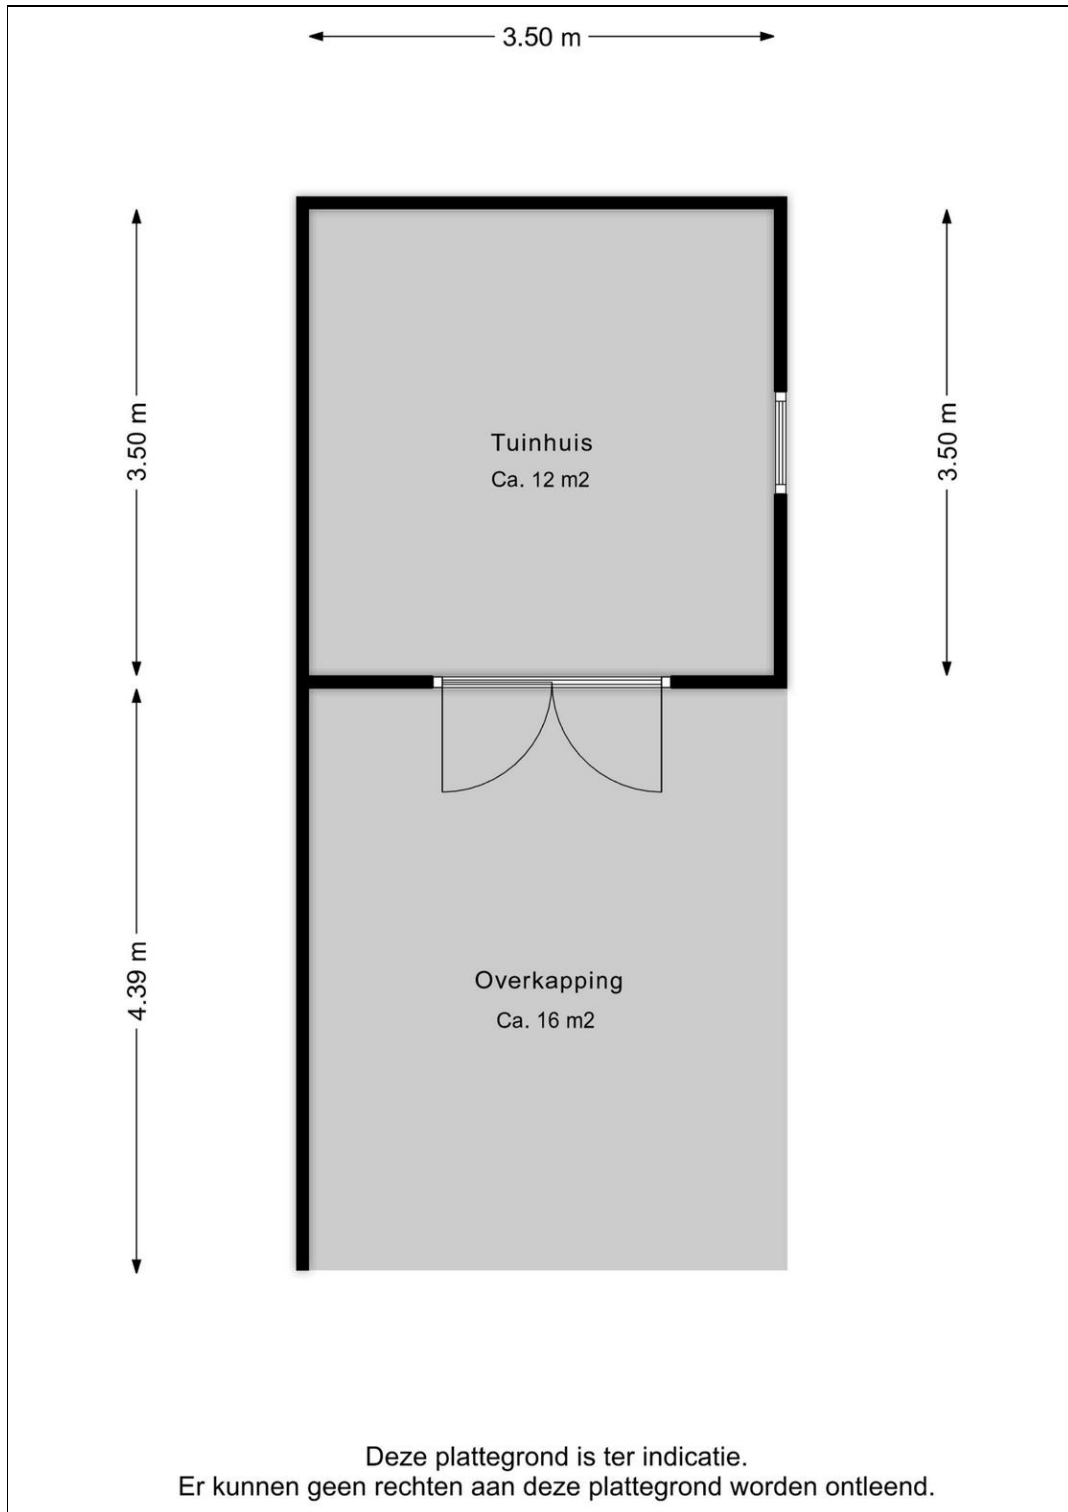 3.50 m
3.50 m
3.50 m
Tuinhuis
Ca. 12 m2
4.39 m
Overkapping
Ca. 16 m2
Deze plattegrond is ter indicatie.
Er kunnen geen rechten aan deze plattegrond worden ontleend.